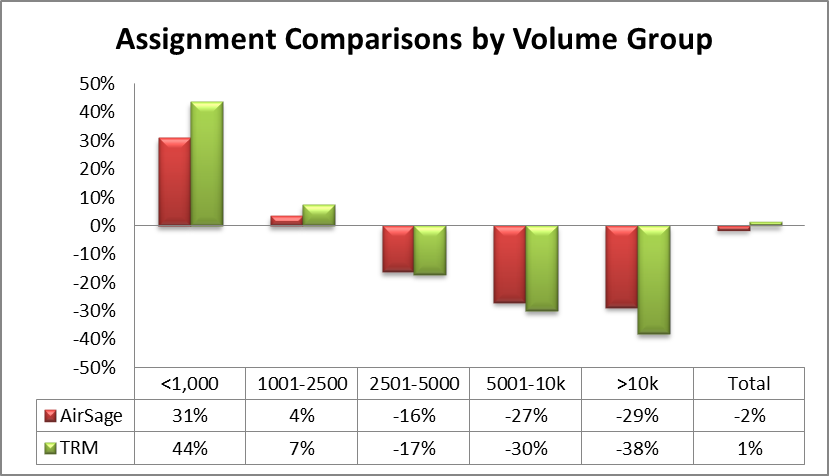 Assignment Comparisons by Volume Group
50%
40%
30%
20%
10%
0%
-10%
-20%
-30%
-40%
-50%
<1,000 1001-2500 2501-5000 5001-10k >10k Total
AirSage 31% 4% -16% -27% -29% -2%
TRM 44% 7% -17% -30% -38% 1%